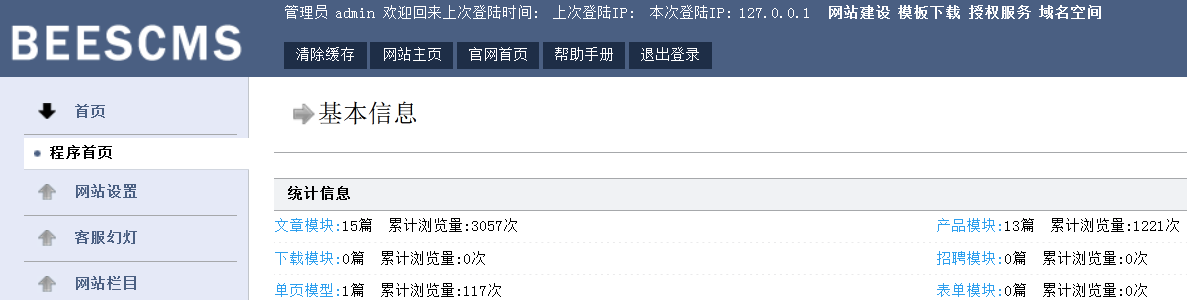 管理员 admin 欢迎回来上次登陆时间: 上次登陆IP: 本次登陆IP: 127.0.0.1 网站建设 模板下载 授权服务 域名空间
BEESCMS
清除缓存 网站主页 官网首页 帮助手册 退出登录
首页
程序首页
网站设置
客服幻灯
网站栏目
基本信息
统计信息
文章模块:15篇 累计浏览量:3057次 产品模块:13篇 累计浏览量:1221次
下载模块:0篇 累计浏览量:0次 招聘模块:0篇 累计浏览量:0次
单页模型:1篇 累计浏览量:117次 表单模块:0篇 累计浏览量:0次